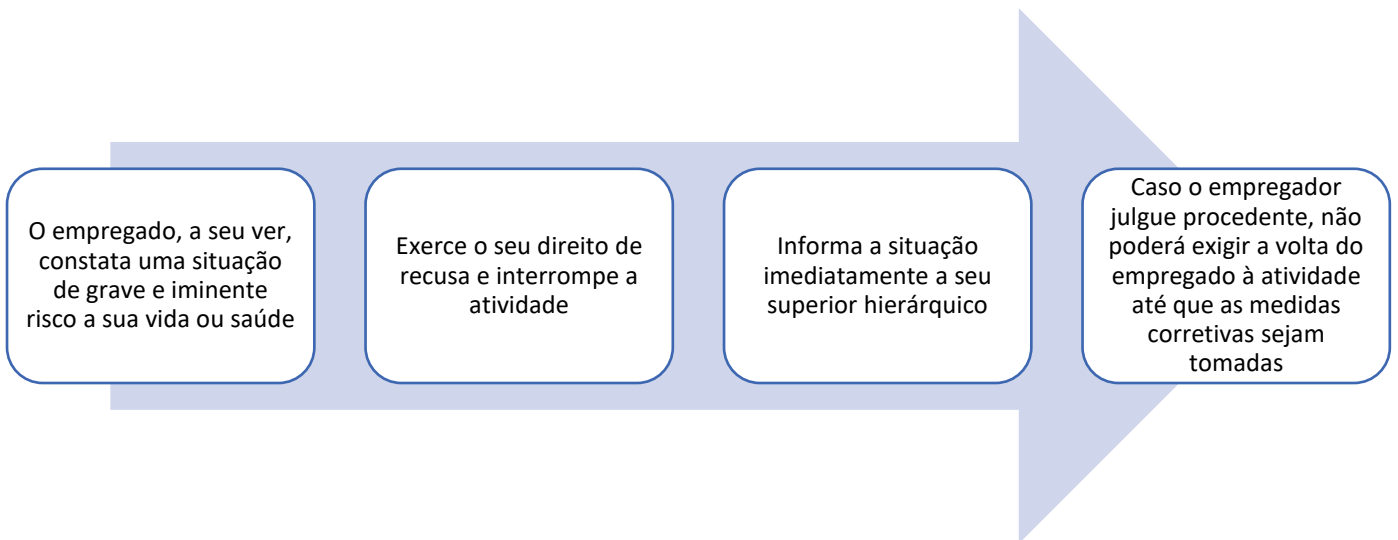 O empregado, a seu ver,
constata uma situação
de grave e iminente
risco a sua vida ou saúde
Exerce o seu direito de
recusa e interrompe a
atividade
Informa a situação
imediatamente a seu
superior hierárquico
Caso o empregador
julgue procedente, não
poderá exigir a volta do
empregado à atividade
até que as medidas
corretivas sejam
tomadas